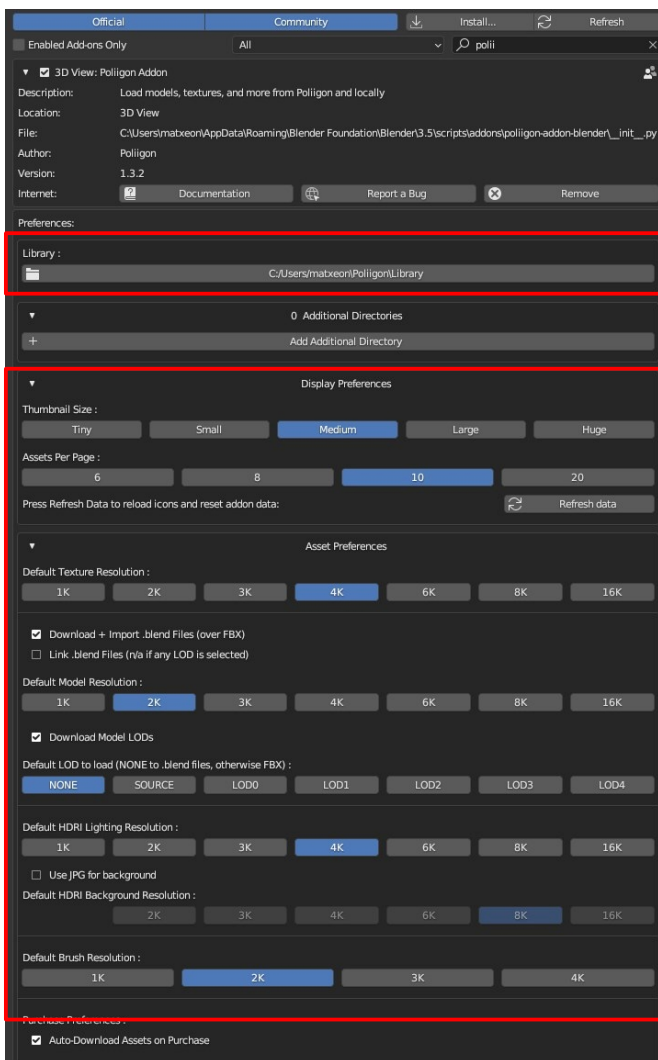 Official Community Install... Refresh
Enabled Add-ons Only All polii
3D View: Poliigon Addon
Description: Load models, textures, and more from Poliigon and locally
Location: 3D View
File: C:\Users\matxeon\AppData\Roaming\Blender Foundation\Blender\3.5\scripts\addons\poliigon-addon-blender\__init__.py
Author: Poliigon
Version: 1.3.2
Internet: Documentation Report a Bug Remove
Preferences:
Library :
C:/Users/matxeon\Poliigon\Library
0 Additional Directories
Add Additional Directory
Display Preferences
Thumbnail Size :
Tiny Small Medium Large Huge
Assets Per Page :
6 8 10 20
Press Refresh Data to reload icons and reset addon data: Refresh data
Asset Preferences
Default Texture Resolution :
1K 2K 3K 4K 6K 8K 16K
Download + Import .blend Files (over FBX)
Link .blend Files (n/a if any LOD is selected)
Default Model Resolution :
1K 2K 3K 4K 6K 8K 16K
Download Model LODs
Default LOD to load (NONE to .blend files, otherwise FBX) :
NONE SOURCE LOD0 LOD1 LOD2 LOD3 LOD4
Default HDRI Lighting Resolution :
1K 2K 3K 4K 6K 8K 16K
Use JPG for background
Default HDRI Background Resolution :
2K 3K 4K 6K 8K 16K
Default Brush Resolution :
1K 2K 3K 4K
Purchase Preferences :
Auto-Download Assets on Purchase